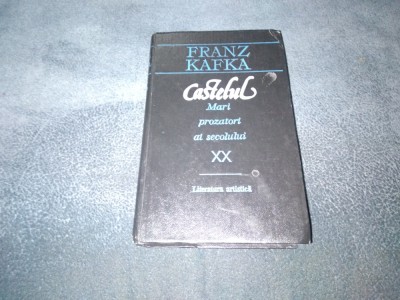 FRANZ
KAFKA
Castelul
Mari
prozatori
ai secolului
XX
Literatura artistică